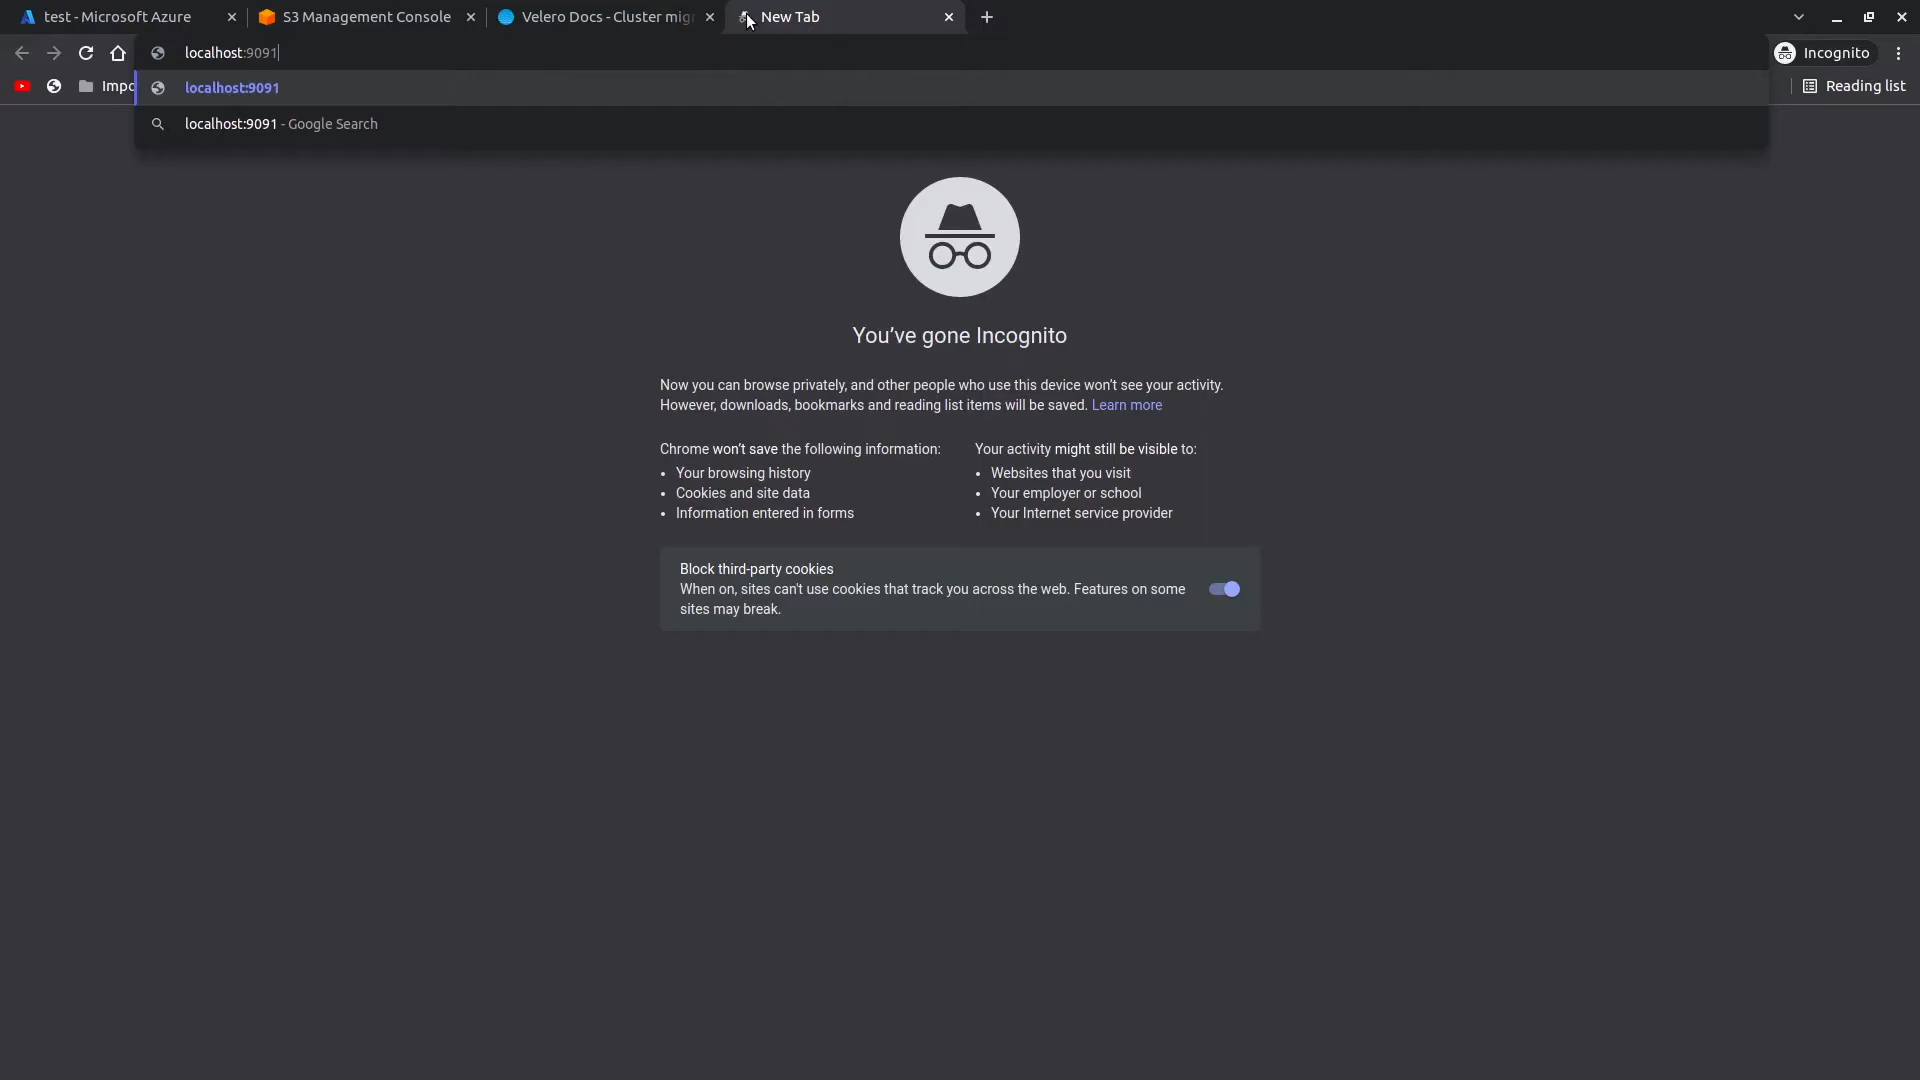 test - Microsoft Azure
S3 Management Console
Velero Docs - Cluster mig
New Tab
localhost:9091
Incognito
Impo
localhost:9091
Reading list
localhost:9091 - Google Search
You've gone Incognito
Now you can browse privately, and other people who use this device won't see your activity.
However, downloads, bookmarks and reading list items will be saved. Learn more
Chrome won't save the following information:
Your activity might still be visible to:
• Your browsing history
• Websites that you visit
• Cookies and site data
• Your employer or school
• Information entered in forms
• Your Internet service provider
Block third-party cookies
When on, sites can't use cookies that track you across the web. Features on some
sites may break.